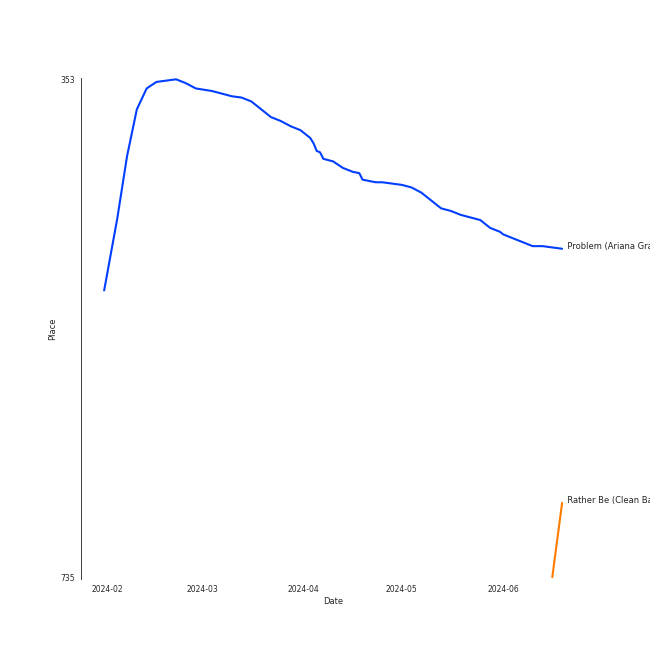 353
Problem (Ariana Gra
Place
Rather Be (Clean Ba
735
2024-02 2024-03 2024-04 2024-05 2024-06
Date